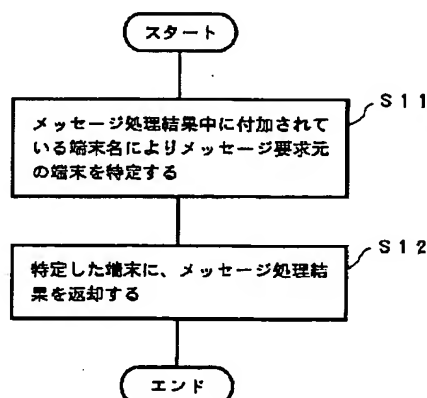 スタート
S11
メッセージ処理結果中に付加されて
いる端末名によりメッセージ要求元
の端末を特定する
S12
特定した端末に、メッセージ処理結
果を返却する
エンド